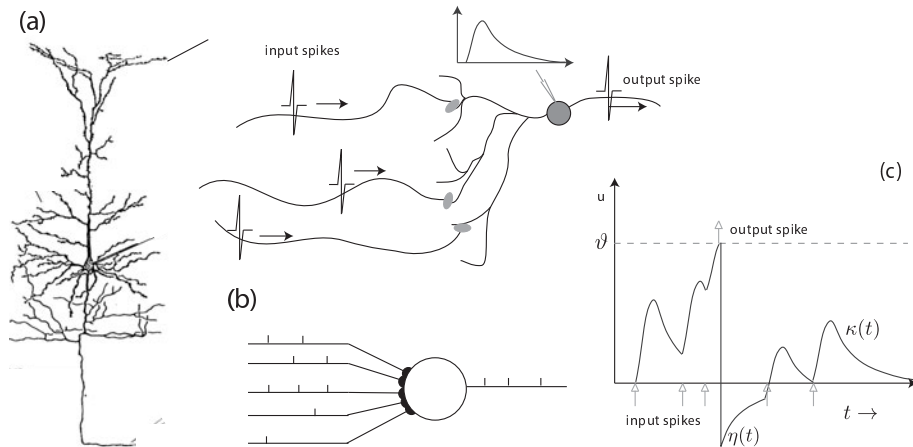 (a)
input spikes
output spike
(b)
(c)
u
ϑ
output spike
κ(t)
input spikes
t →
η(t)